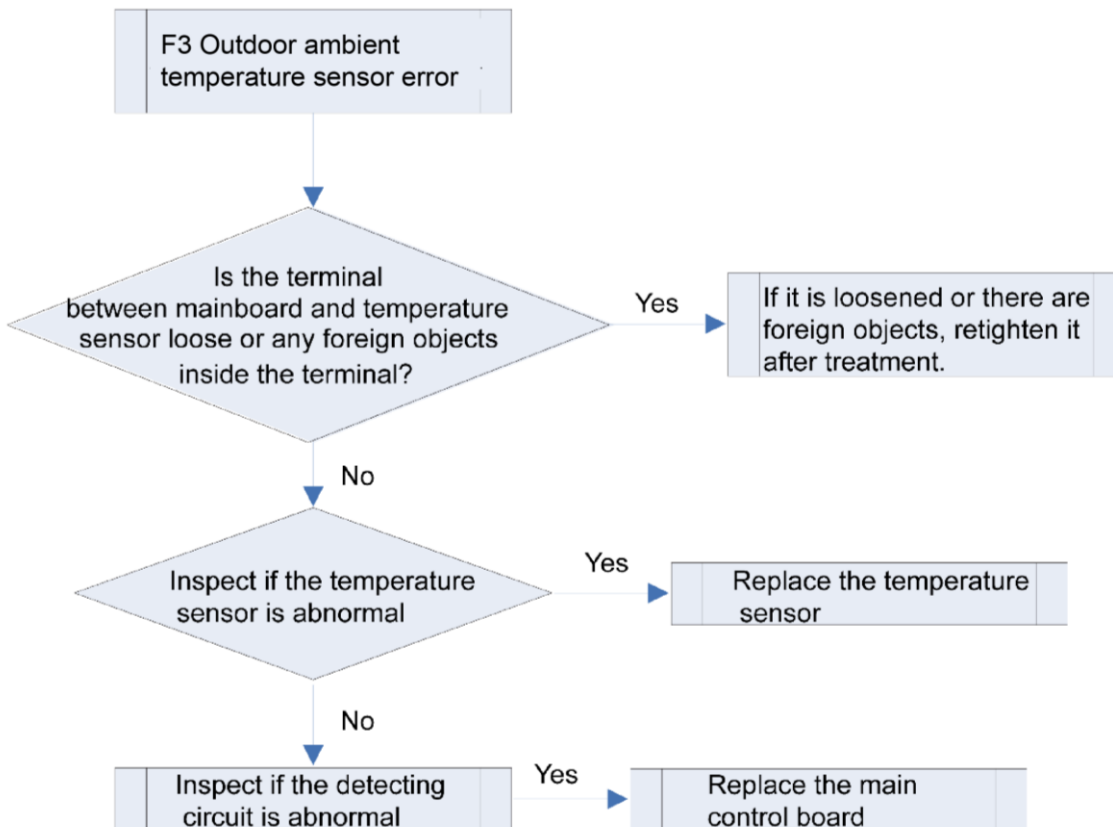 F3 Outdoor ambient
temperature sensor error
Is the terminal
between mainboard and temperature
sensor loose or any foreign objects
inside the terminal?
Yes
If it is loosened or there are
foreign objects, retighten it
after treatment.
No
Inspect if the temperature
sensor is abnormal
Yes
Replace the temperature
sensor
No
Inspect if the detecting
circuit is abnormal
Yes
Replace the main
control board